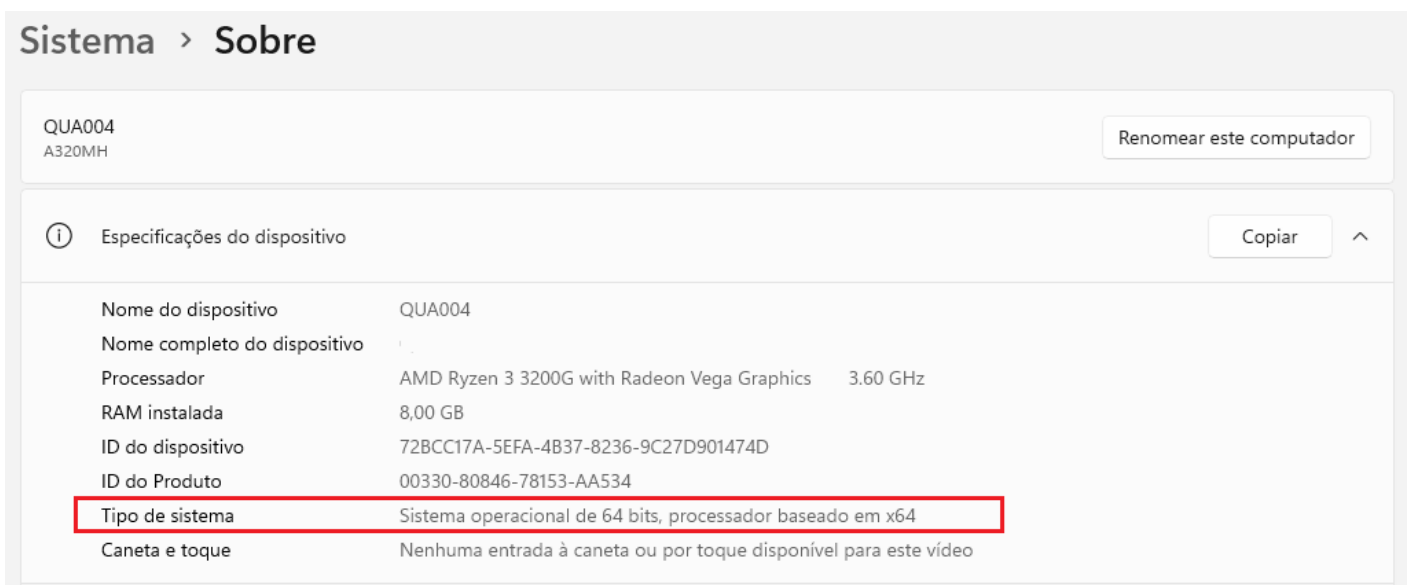 Sistema > Sobre
QUA004
A320MH
Renomear este computador
Especificações do dispositivo
Copiar
Nome do dispositivo QUA004
Nome completo do dispositivo
Processador AMD Ryzen 3 3200G with Radeon Vega Graphics 3.60 GHz
RAM instalada 8,00 GB
ID do dispositivo 72BCC17A-5EFA-4B37-8236-9C27D901474D
ID do Produto 00330-80846-78153-AA534
Tipo de sistema Sistema operacional de 64 bits, processador baseado em x64
Caneta e toque Nenhuma entrada à caneta ou por toque disponível para este vídeo